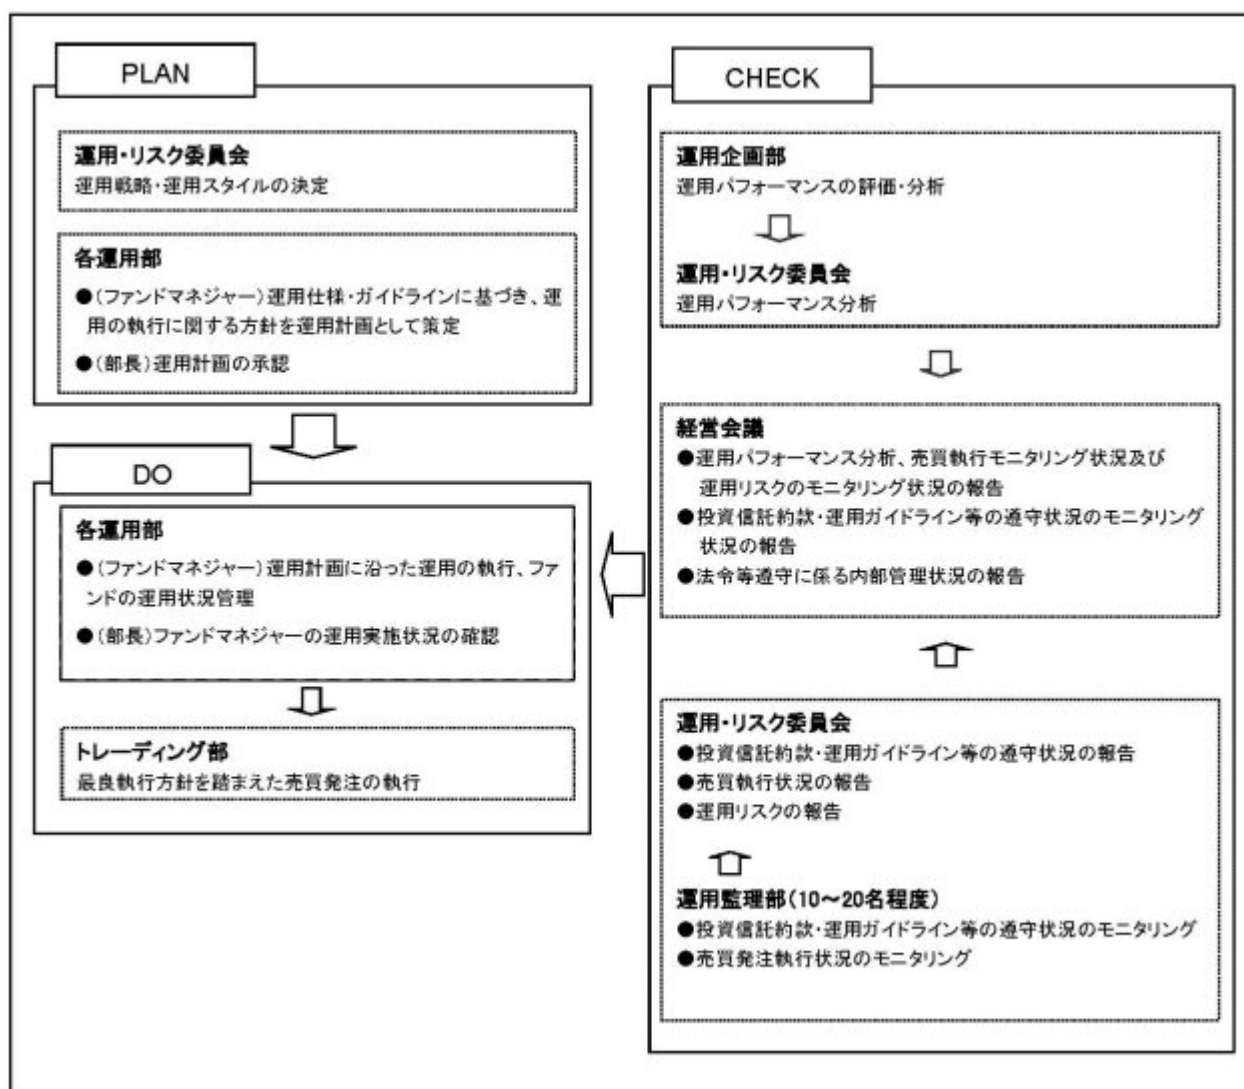 PLAN
運用・リスク委員会
運用戦略・運用スタイルの決定
各運用部
●(ファンドマネジャー)運用仕様・ガイドラインに基づき、運
用の執行に関する方針を運用計画として策定
●(部長)運用計画の承認
DO
各運用部
●(ファンドマネジャー)運用計画に沿った運用の執行、ファ
ンドの運用状況管理
●(部長)ファンドマネジャーの運用実施状況の確認
トレーディング部
最良執行方針を踏まえた売買発注の執行
CHECK
運用企画部
運用パフォーマンスの評価・分析
運用・リスク委員会
運用パフォーマンス分析
経営会議
●運用パフォーマンス分析、売買執行モニタリング状況及び
運用リスクのモニタリング状況の報告
●投資信託約款・運用ガイドライン等の遵守状況のモニタリング
状況の報告
●法令等遵守に係る内部管理状況の報告
運用・リスク委員会
●投資信託約款・運用ガイドライン等の遵守状況の報告
●売買執行状況の報告
●運用リスクの報告
運用監理部(10～20名程度)
●投資信託約款・運用ガイドライン等の遵守状況のモニタリング
●売買発注執行状況のモニタリング